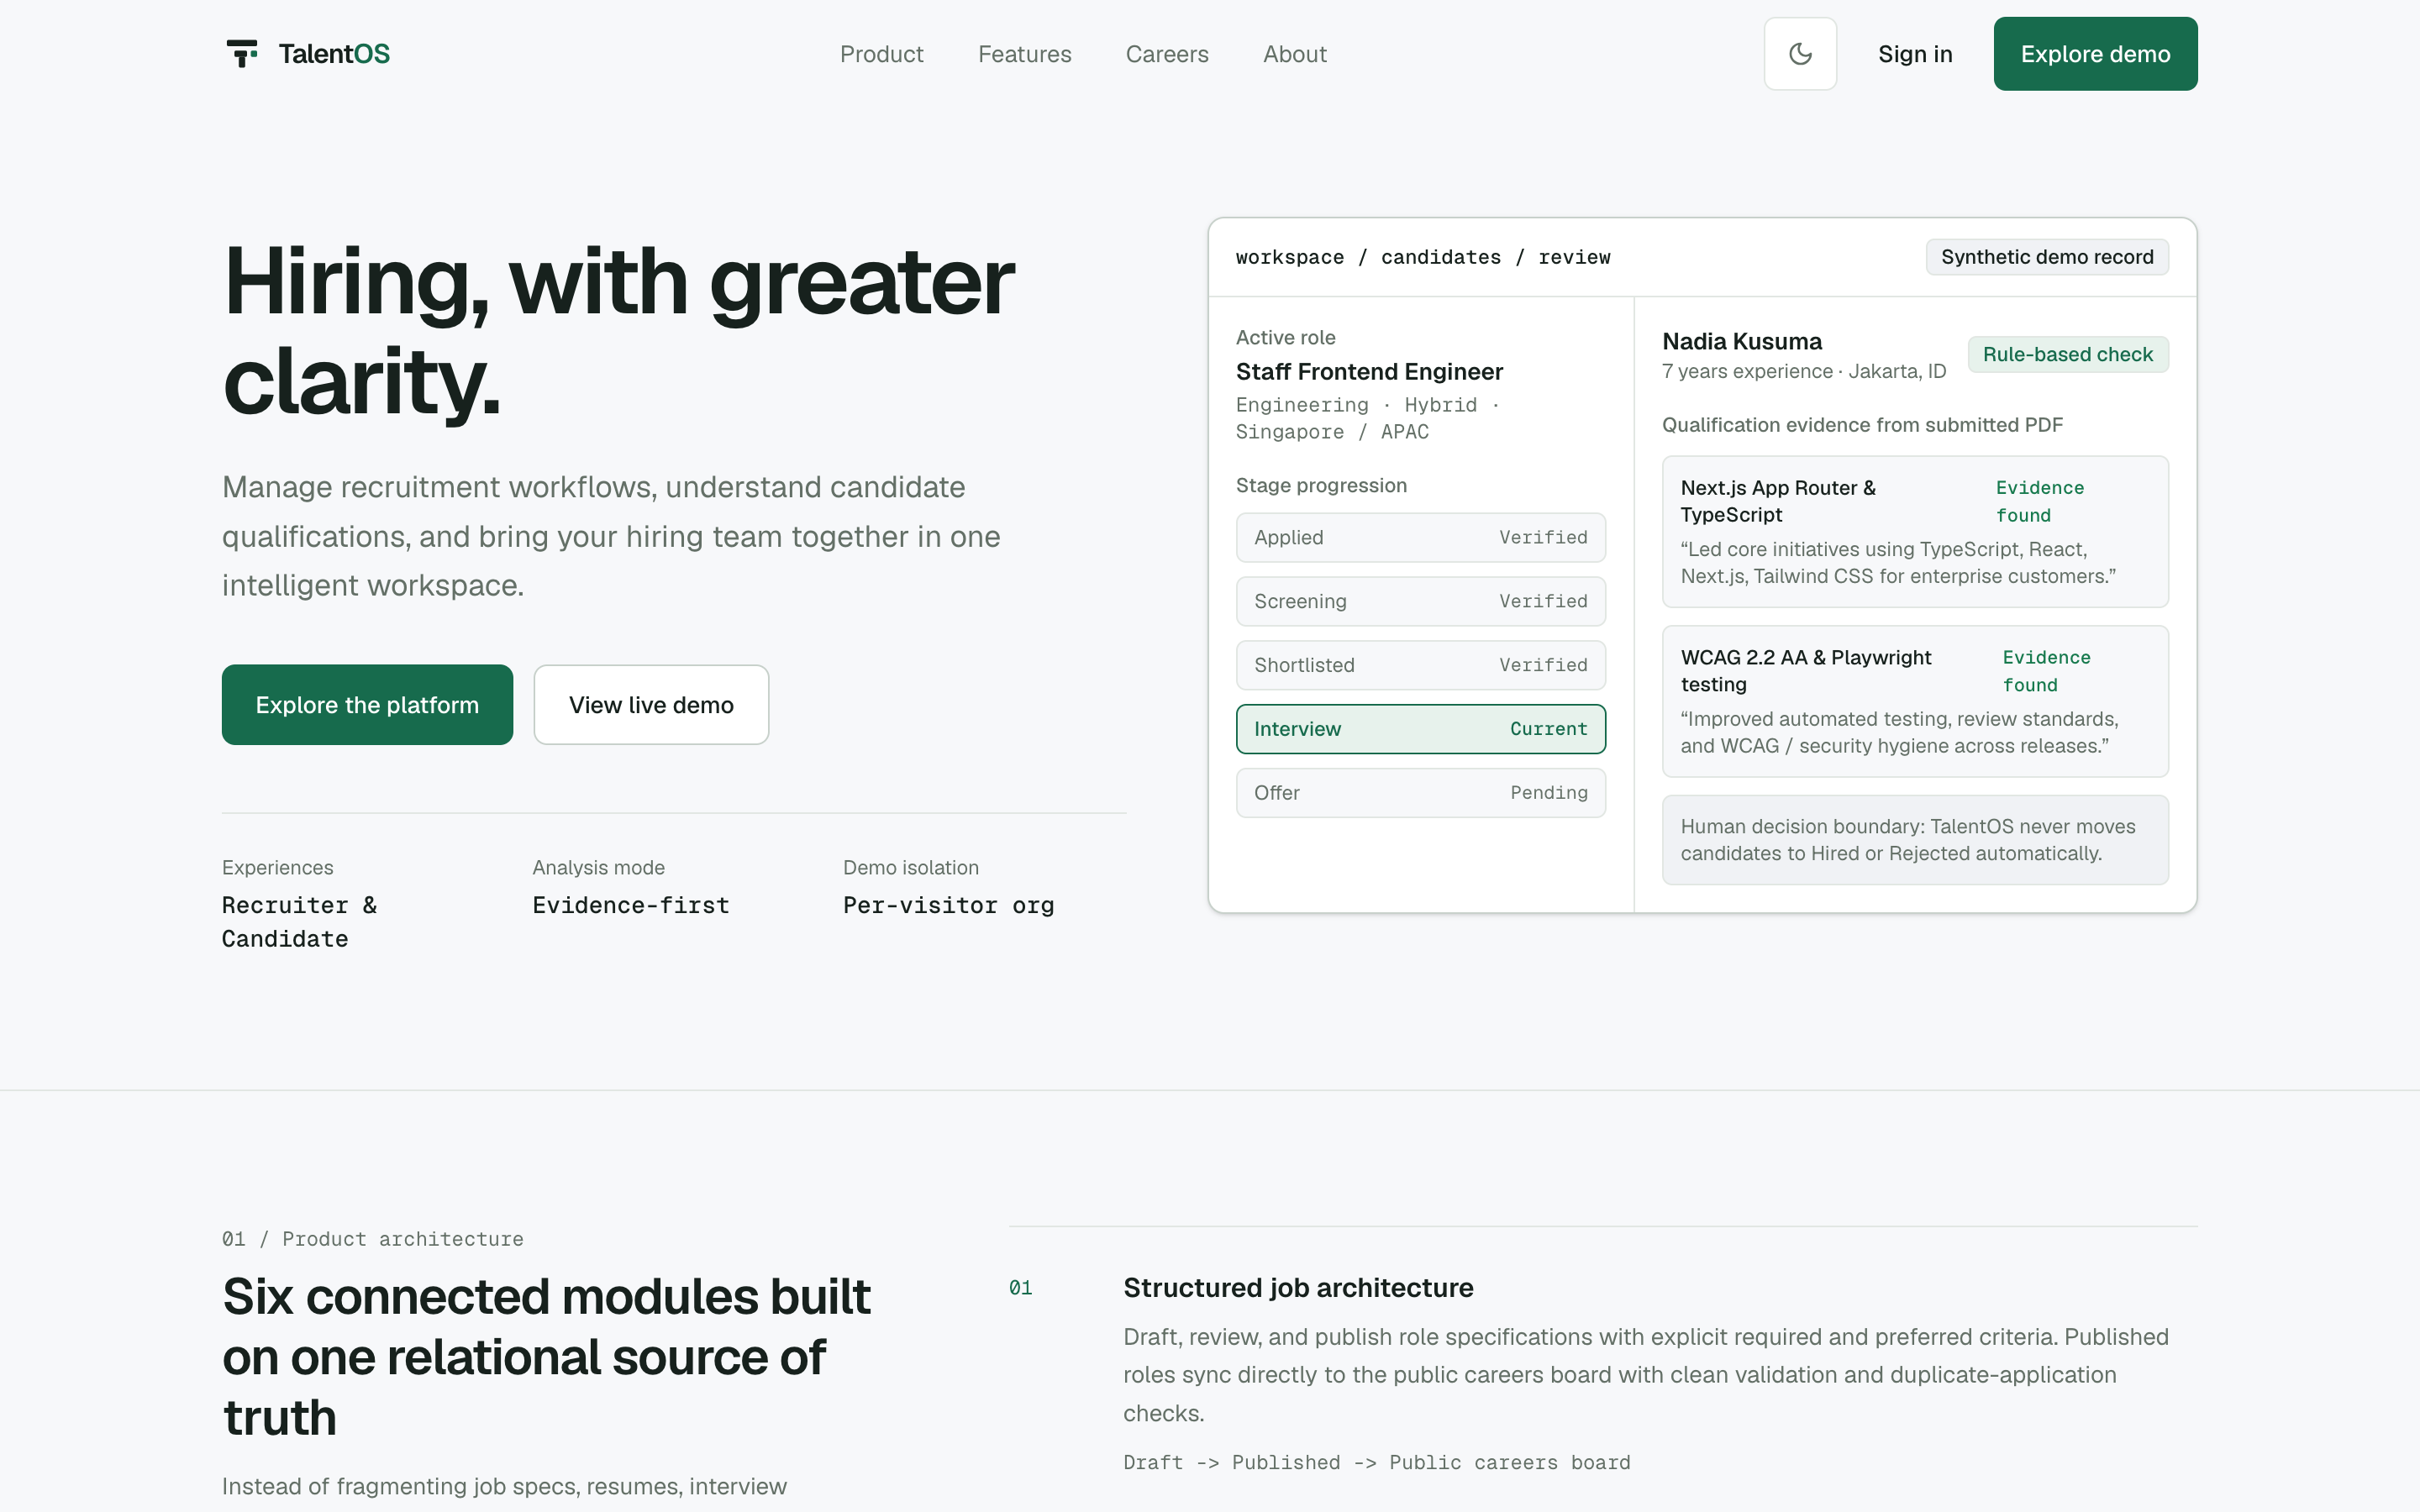 TalentOS
Product
Features
Careers
About
Sign in
Explore demo
Hiring, with greater
clarity.
Manage recruitment workflows, understand candidate
qualifications, and bring your hiring team together in one
intelligent workspace.
Explore the platform
View live demo
Experiences
Recruiter &
Candidate
Analysis mode
Evidence-first
Demo isolation
Per-visitor org
workspace / candidates / review
Synthetic demo record
Active role
Staff Frontend Engineer
Engineering · Hybrid ·
Singapore / APAC
Stage progression
Applied Verified
Screening Verified
Shortlisted Verified
Interview Current
Offer Pending
Nadia Kusuma
7 years experience · Jakarta, ID
Rule-based check
Qualification evidence from submitted PDF
Next.js App Router &
TypeScript
Evidence
found
“Led core initiatives using TypeScript, React,
Next.js, Tailwind CSS for enterprise customers.”
WCAG 2.2 AA & Playwright
testing
Evidence
found
“Improved automated testing, review standards,
and WCAG / security hygiene across releases.”
Human decision boundary: TalentOS never moves
candidates to Hired or Rejected automatically.
01 / Product architecture
Six connected modules built
on one relational source of
truth
Instead of fragmenting job specs, resumes, interview
01
Structured job architecture
Draft, review, and publish role specifications with explicit required and preferred criteria. Published
roles sync directly to the public careers board with clean validation and duplicate-application
checks.
Draft -> Published -> Public careers board